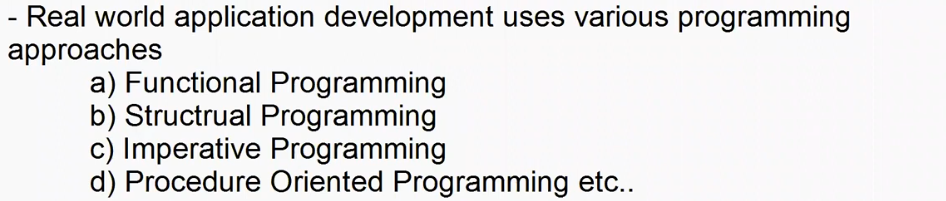 - Real world application development uses various programming
approaches
a) Functional Programming
b) Structrual Programming
c) Imperative Programming
d) Procedure Oriented Programming etc..